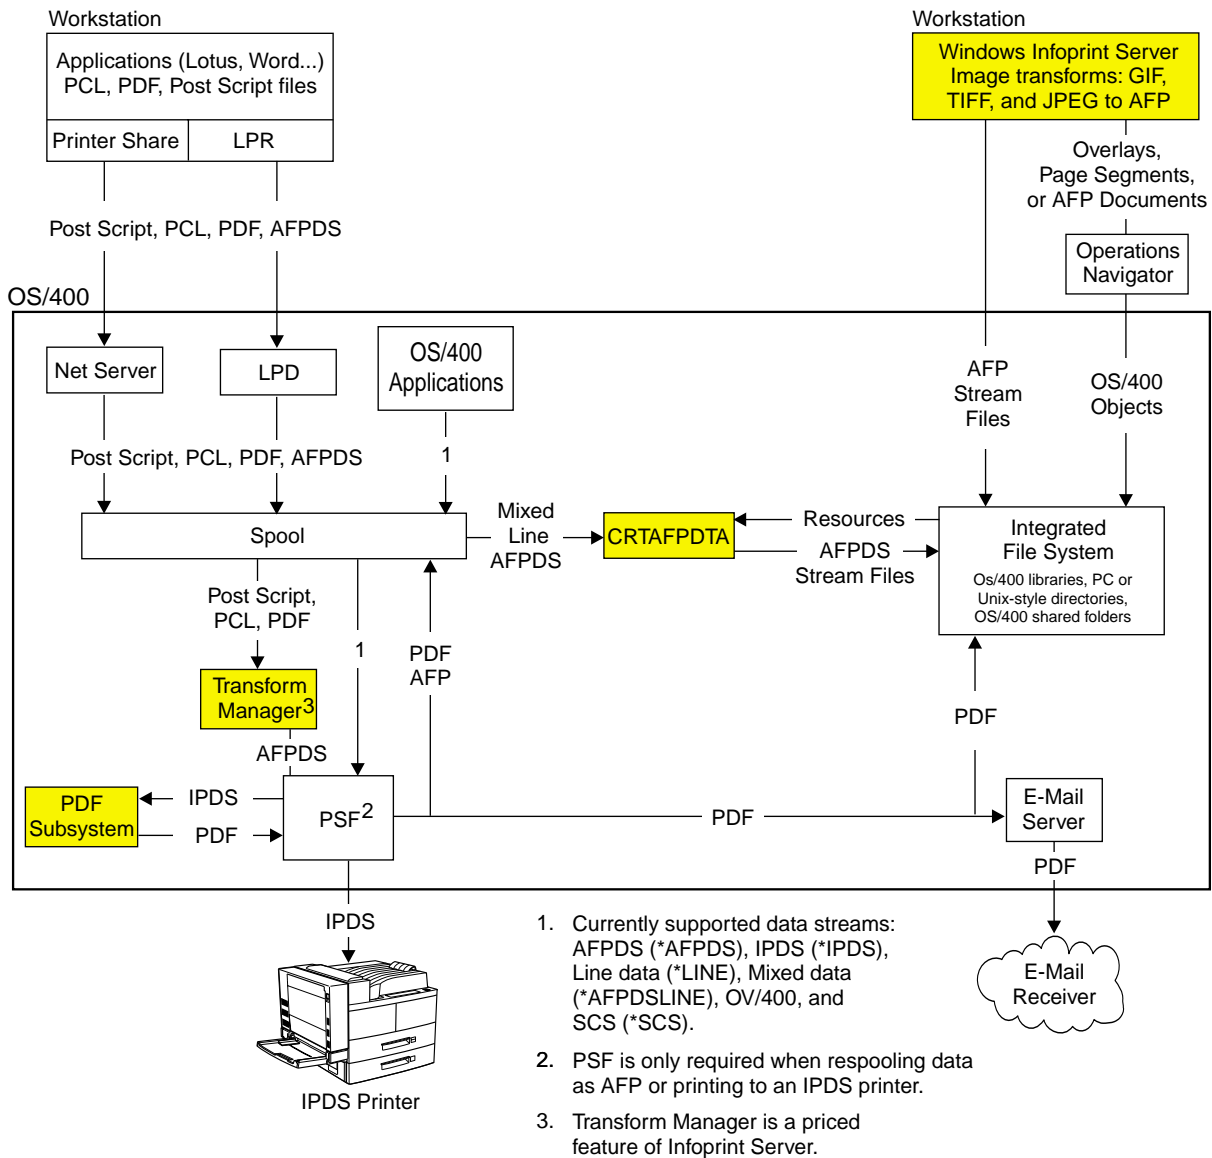 Workstation
Applications (Lotus, Word...)
PCL, PDF, Post Script files
Printer Share
LPR
Post Script, PCL, PDF, AFPDS
Workstation
Windows Infoprint Server
Image transforms: GIF,
TIFF, and JPEG to AFP
Overlays,
Page Segments,
or AFP Documents
Operations
Navigator
OS/400
Net Server
LPD
OS/400
Applications
AFP
Stream
Files
OS/400
Objects
Post Script, PCL, PDF, AFPDS
1
Spool
Mixed
Line
AFPDS
CRTAFPDTA
Resources
AFPDS
Stream Files
Integrated
File System
Os/400 libraries, PC or
Unix-style directories,
OS/400 shared folders
Post Script,
PCL, PDF
1
PDF
AFP
Transform
Manager3
AFPDS
PDF
PDF
Subsystem
IPDS
PDF
PSF2
PDF
E-Mail
Server
PDF
IPDS
IPDS Printer
E-Mail
Receiver
1. Currently supported data streams:
AFPDS (*AFPDS), IPDS (*IPDS),
Line data (*LINE), Mixed data
(*AFPDSLINE), OV/400, and
SCS (*SCS).
2. PSF is only required when respooling data
as AFP or printing to an IPDS printer.
3. Transform Manager is a priced
feature of Infoprint Server.